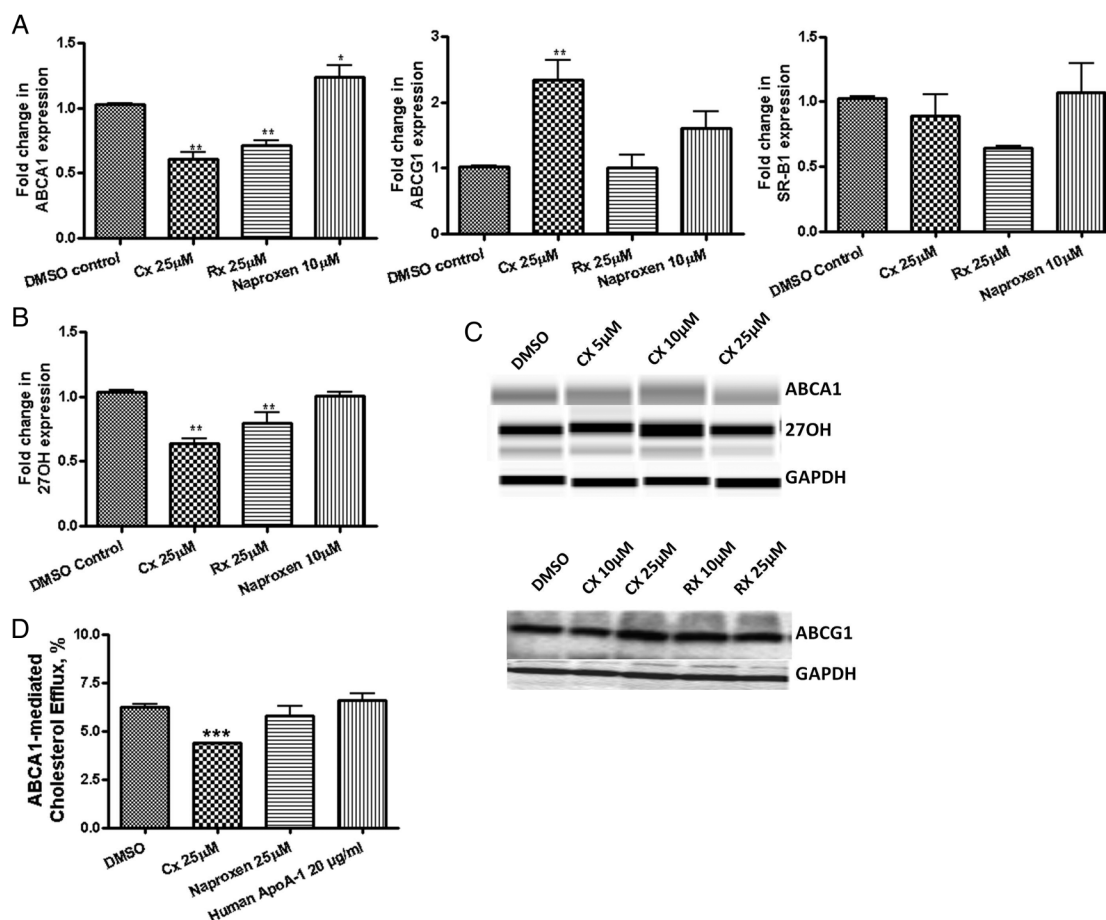 A
Fold change in
ABCA1 expression
1.5
1.0
0.5
0.0
**
**
*
DMSO control
Cx 25μM
Rx 25μM
Naproxen 10μM
Fold change in
ABCG1 expression
3
2
1
0
**
DMSO control
Cx 25μM
Rx 25μM
Naproxen 10μM
Fold change in
SR-B1 expression
1.5
1.0
0.5
0.0
DMSO Control
Cx 25μM
Rx 25μM
Naproxen 10μM
B
Fold change in
27OH expression
1.5
1.0
0.5
0.0
**
**
DMSO Control
Cx 25μM
Rx 25μM
Naproxen 10μM
C
DMSO
CX 5μM
CX 10μM
CX 25μM
ABCA1
27OH
GAPDH
DMSO
CX 10μM
CX 25μM
RX 10μM
RX 25μM
ABCG1
GAPDH
D
ABCA1-mediated
Cholesterol Efflux, %
10.0
7.5
5.0
2.5
0.0
***
DMSO
Cx 25μM
Naproxen 25μM
Human ApoA-1 20 μg/ml